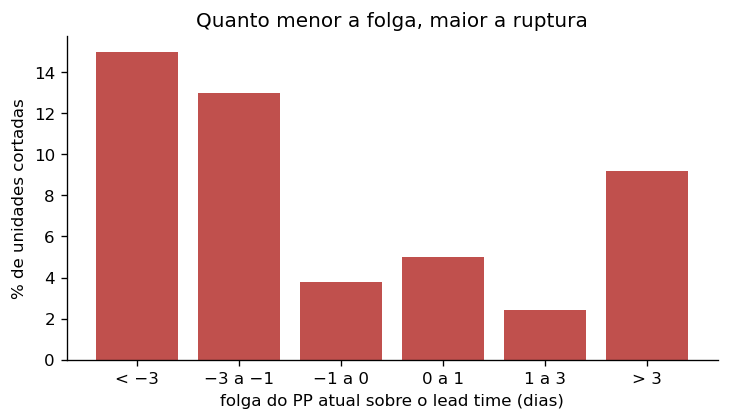 Quanto menor a folga, maior a ruptura
% de unidades cortadas
14
12
10
8
6
4
2
0
< −3
−3 a −1
−1 a 0
0 a 1
1 a 3
> 3
folga do PP atual sobre o lead time (dias)